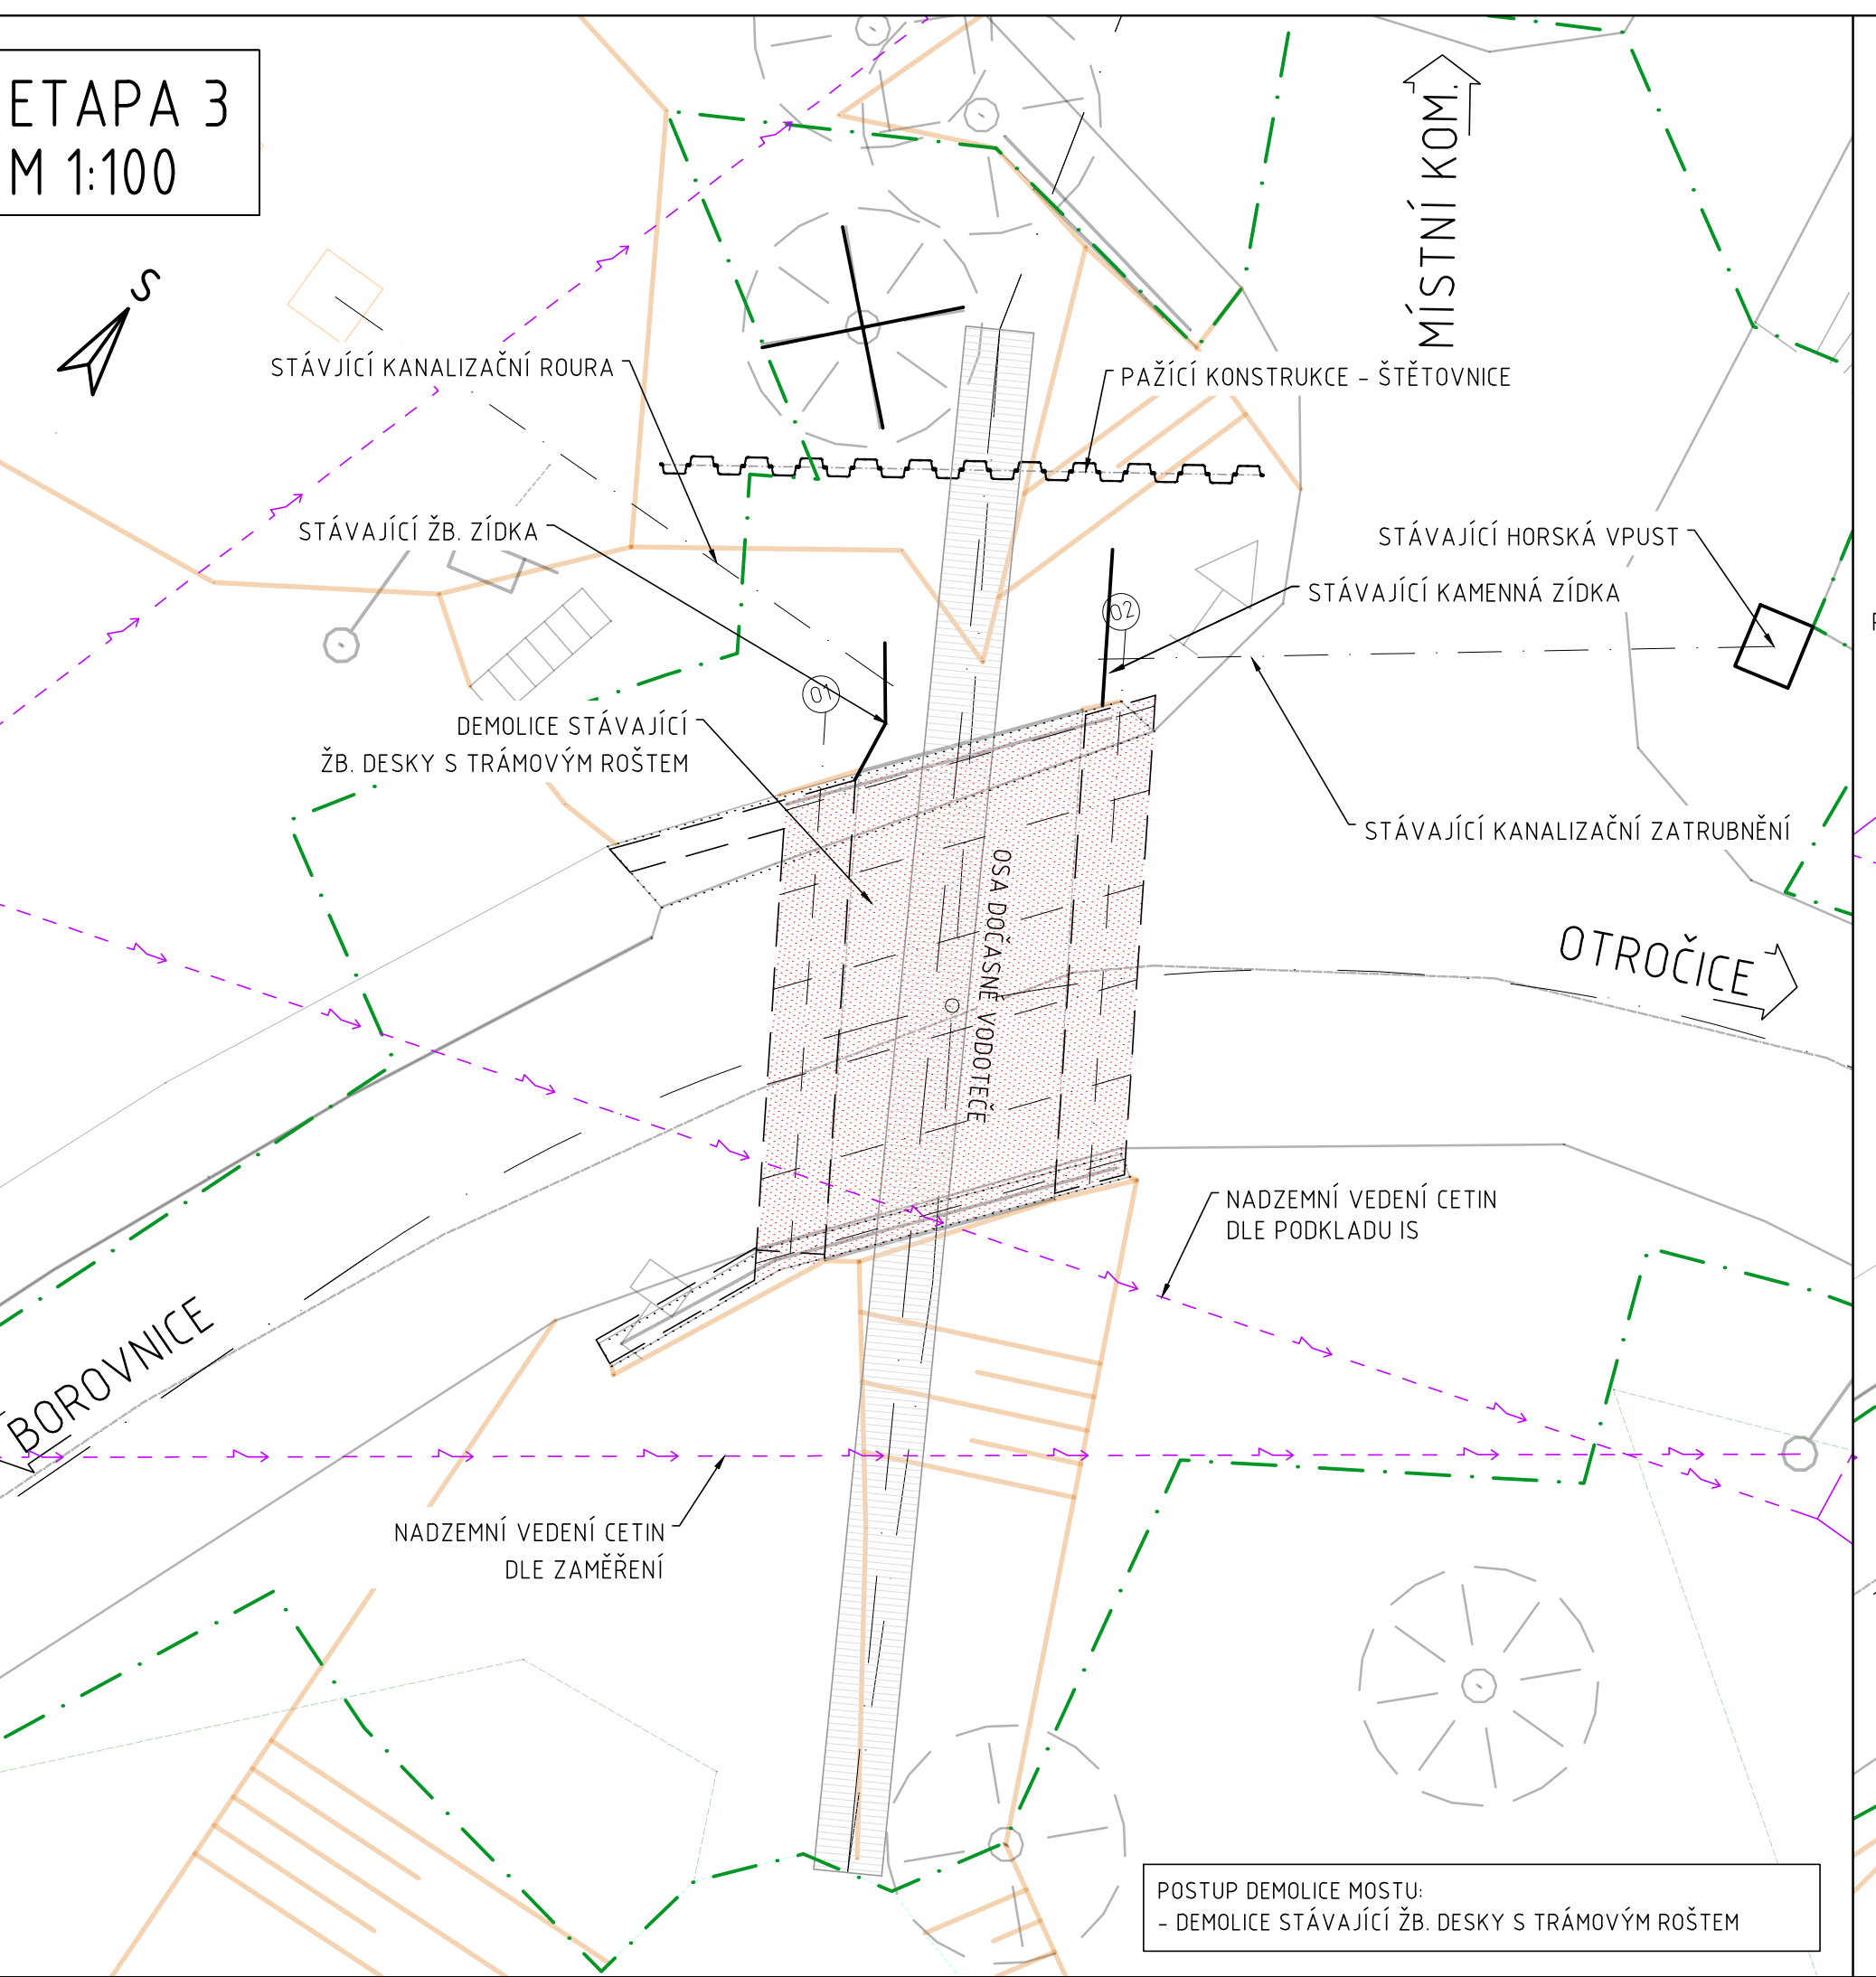 ETAPA 3
M 1:100
S
MÍSTNÍ KOM.
STÁVJÍCÍ KANALIZAČNÍ ROURA
PAŽÍCÍ KONSTRUKCE - ŠTĚTOVNICE
STÁVAJÍCÍ ŽB. ZÍDKA
STÁVAJÍCÍ HORSKÁ VPUST
STÁVAJÍCÍ KAMENNÁ ZÍDKA
02
01
DEMOLICE STÁVAJÍCÍ
ŽB. DESKY S TRÁMOVÝM ROŠTEM
STÁVAJÍCÍ KANALIZAČNÍ ZATRUBNĚNÍ
OSA DOČASNÉ VODOTEČE
OTROČICE
NADZEMNÍ VEDENÍ CETIN
DLE PODKLADU IS
BOROVNICE
NADZEMNÍ VEDENÍ CETIN
DLE ZAMĚŘENÍ
POSTUP DEMOLICE MOSTU:
- DEMOLICE STÁVAJÍCÍ ŽB. DESKY S TRÁMOVÝM ROŠTEM